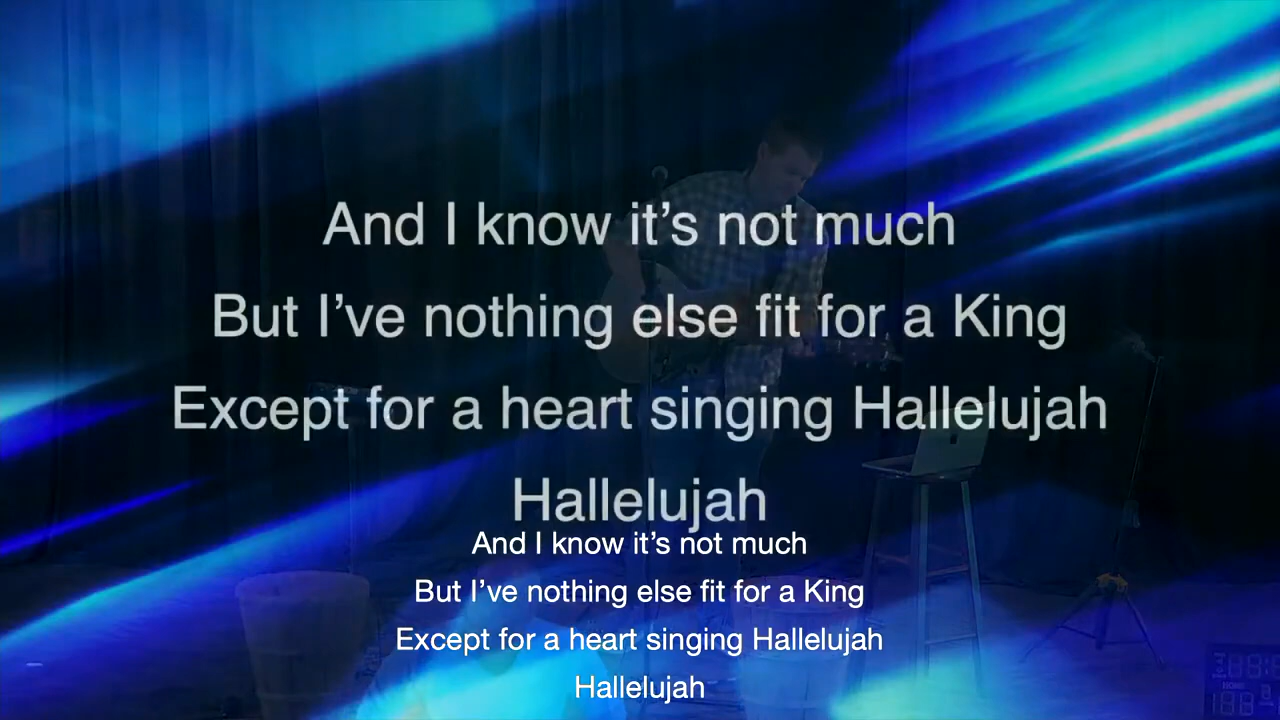 And I know it’s not much
But I’ve nothing else fit for a King
Except for a heart singing Hallelujah
Hallelujah
And I know it’s not much
But I’ve nothing else fit for a King
Except for a heart singing Hallelujah
Hallelujah